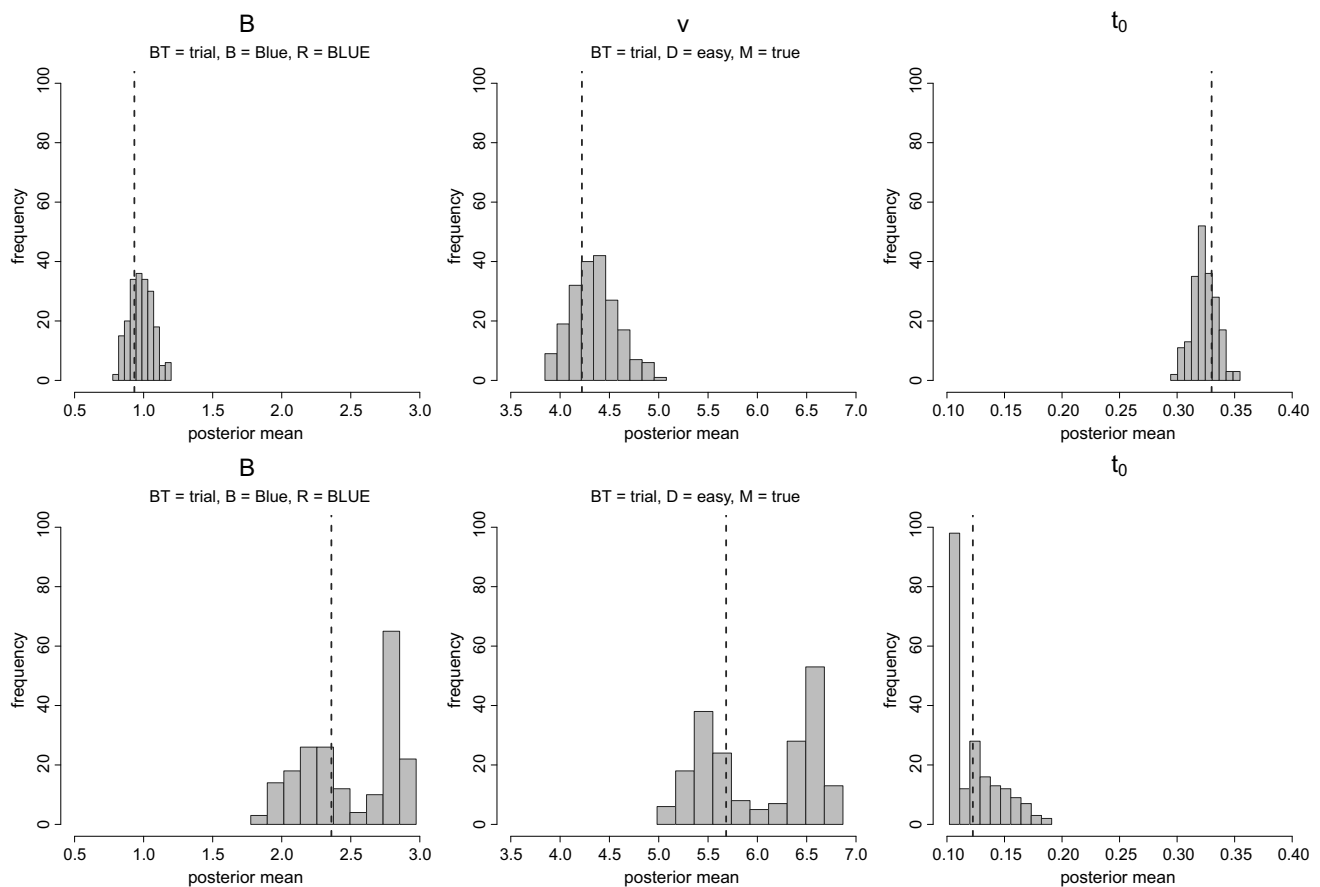 B
BT = trial, B = Blue, R = BLUE
frequency
0 20 40 60 80 100
0.5 1.0 1.5 2.0 2.5 3.0
posterior mean
v
BT = trial, D = easy, M = true
frequency
0 20 40 60 80 100
3.5 4.0 4.5 5.0 5.5 6.0 6.5 7.0
posterior mean
t0
frequency
0 20 40 60 80 100
0.10 0.15 0.20 0.25 0.30 0.35 0.40
posterior mean
B
BT = trial, B = Blue, R = BLUE
frequency
0 20 40 60 80 100
0.5 1.0 1.5 2.0 2.5 3.0
posterior mean
BT = trial, D = easy, M = true
frequency
0 20 40 60 80 100
3.5 4.0 4.5 5.0 5.5 6.0 6.5 7.0
posterior mean
t0
frequency
0 20 40 60 80 100
0.10 0.15 0.20 0.25 0.30 0.35 0.40
posterior mean